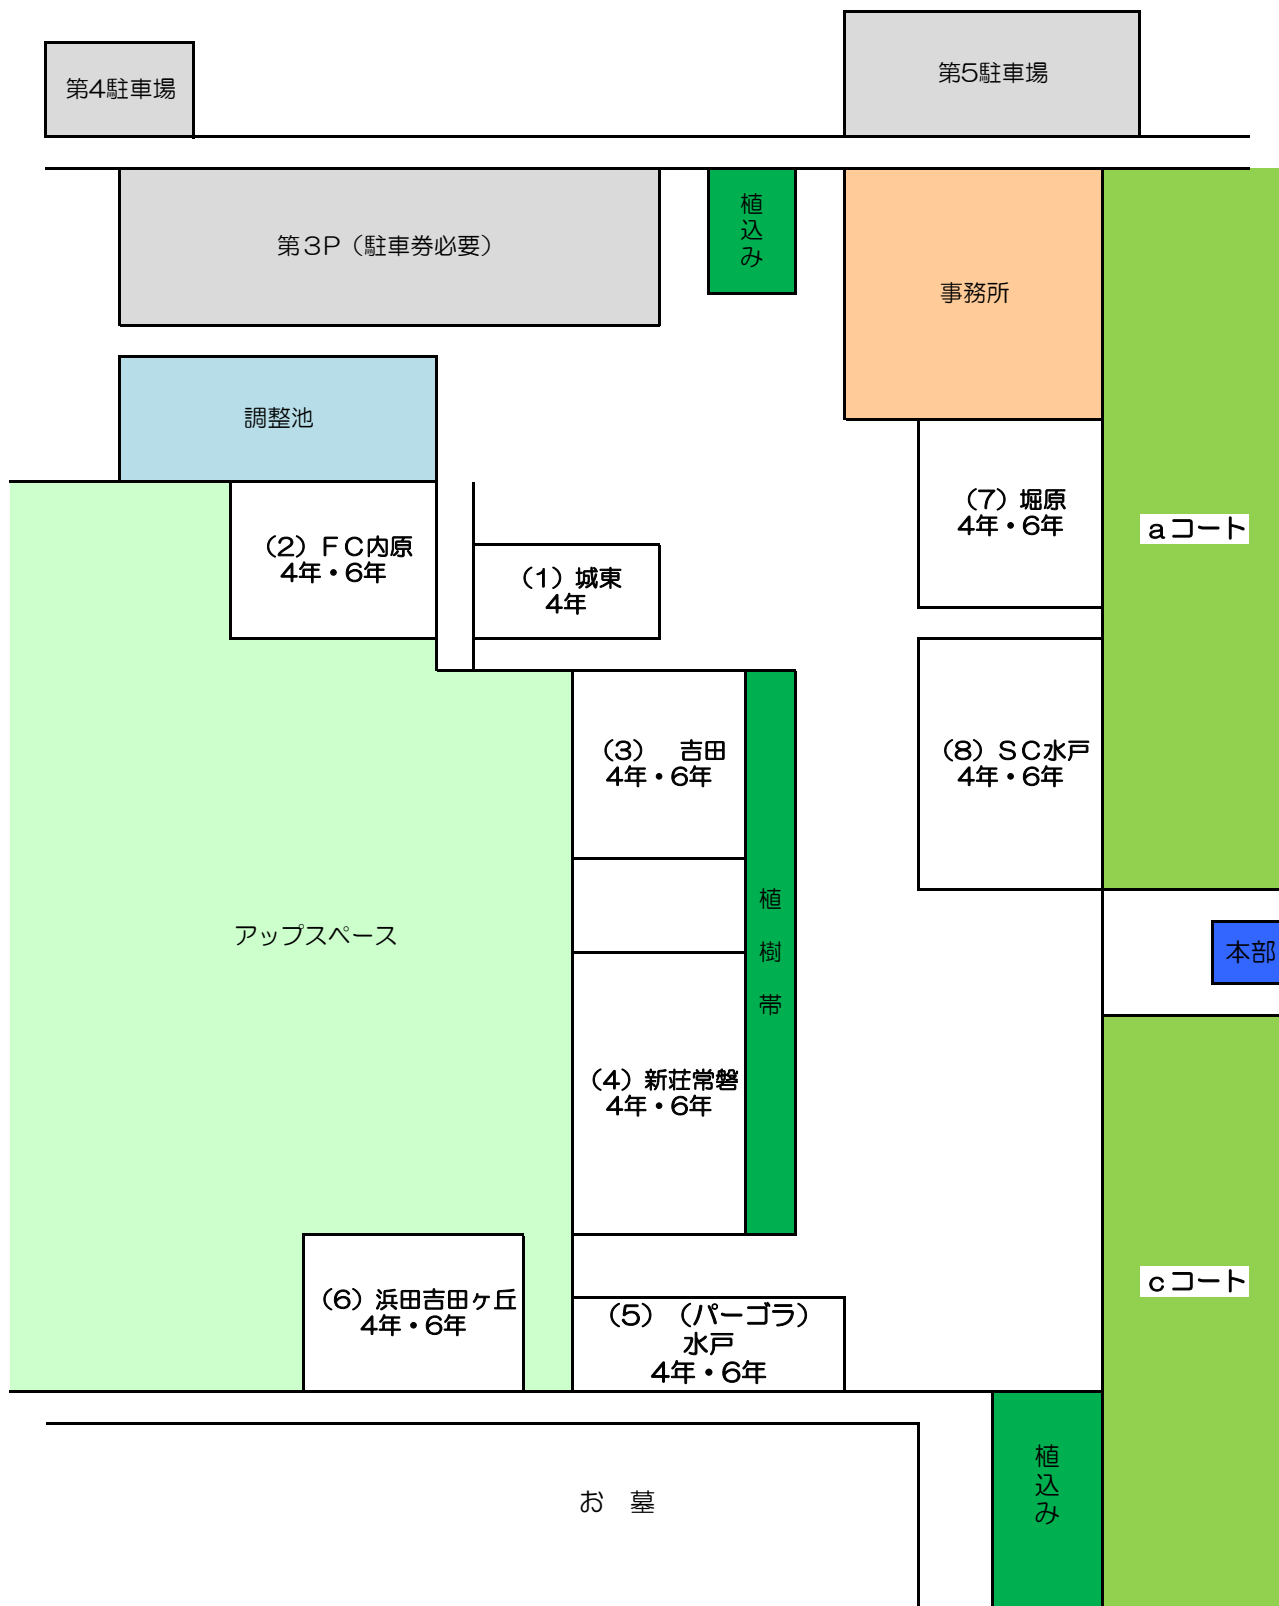 第4駐車場
第5駐車場
第3P（駐車券必要）
植込み
事務所
調整池
（7）堀原
4年・6年
aコート
（2）FC内原
4年・6年
（1）城東
4年
（3）　吉田
4年・6年
（8）SC水戸
4年・6年
植樹帯
アップスペース
本部
（4）新荘常磐
4年・6年
cコート
（6）浜田吉田ヶ丘
4年・6年
（5）（パーゴラ）
水戸
4年・6年
植込み
お　墓